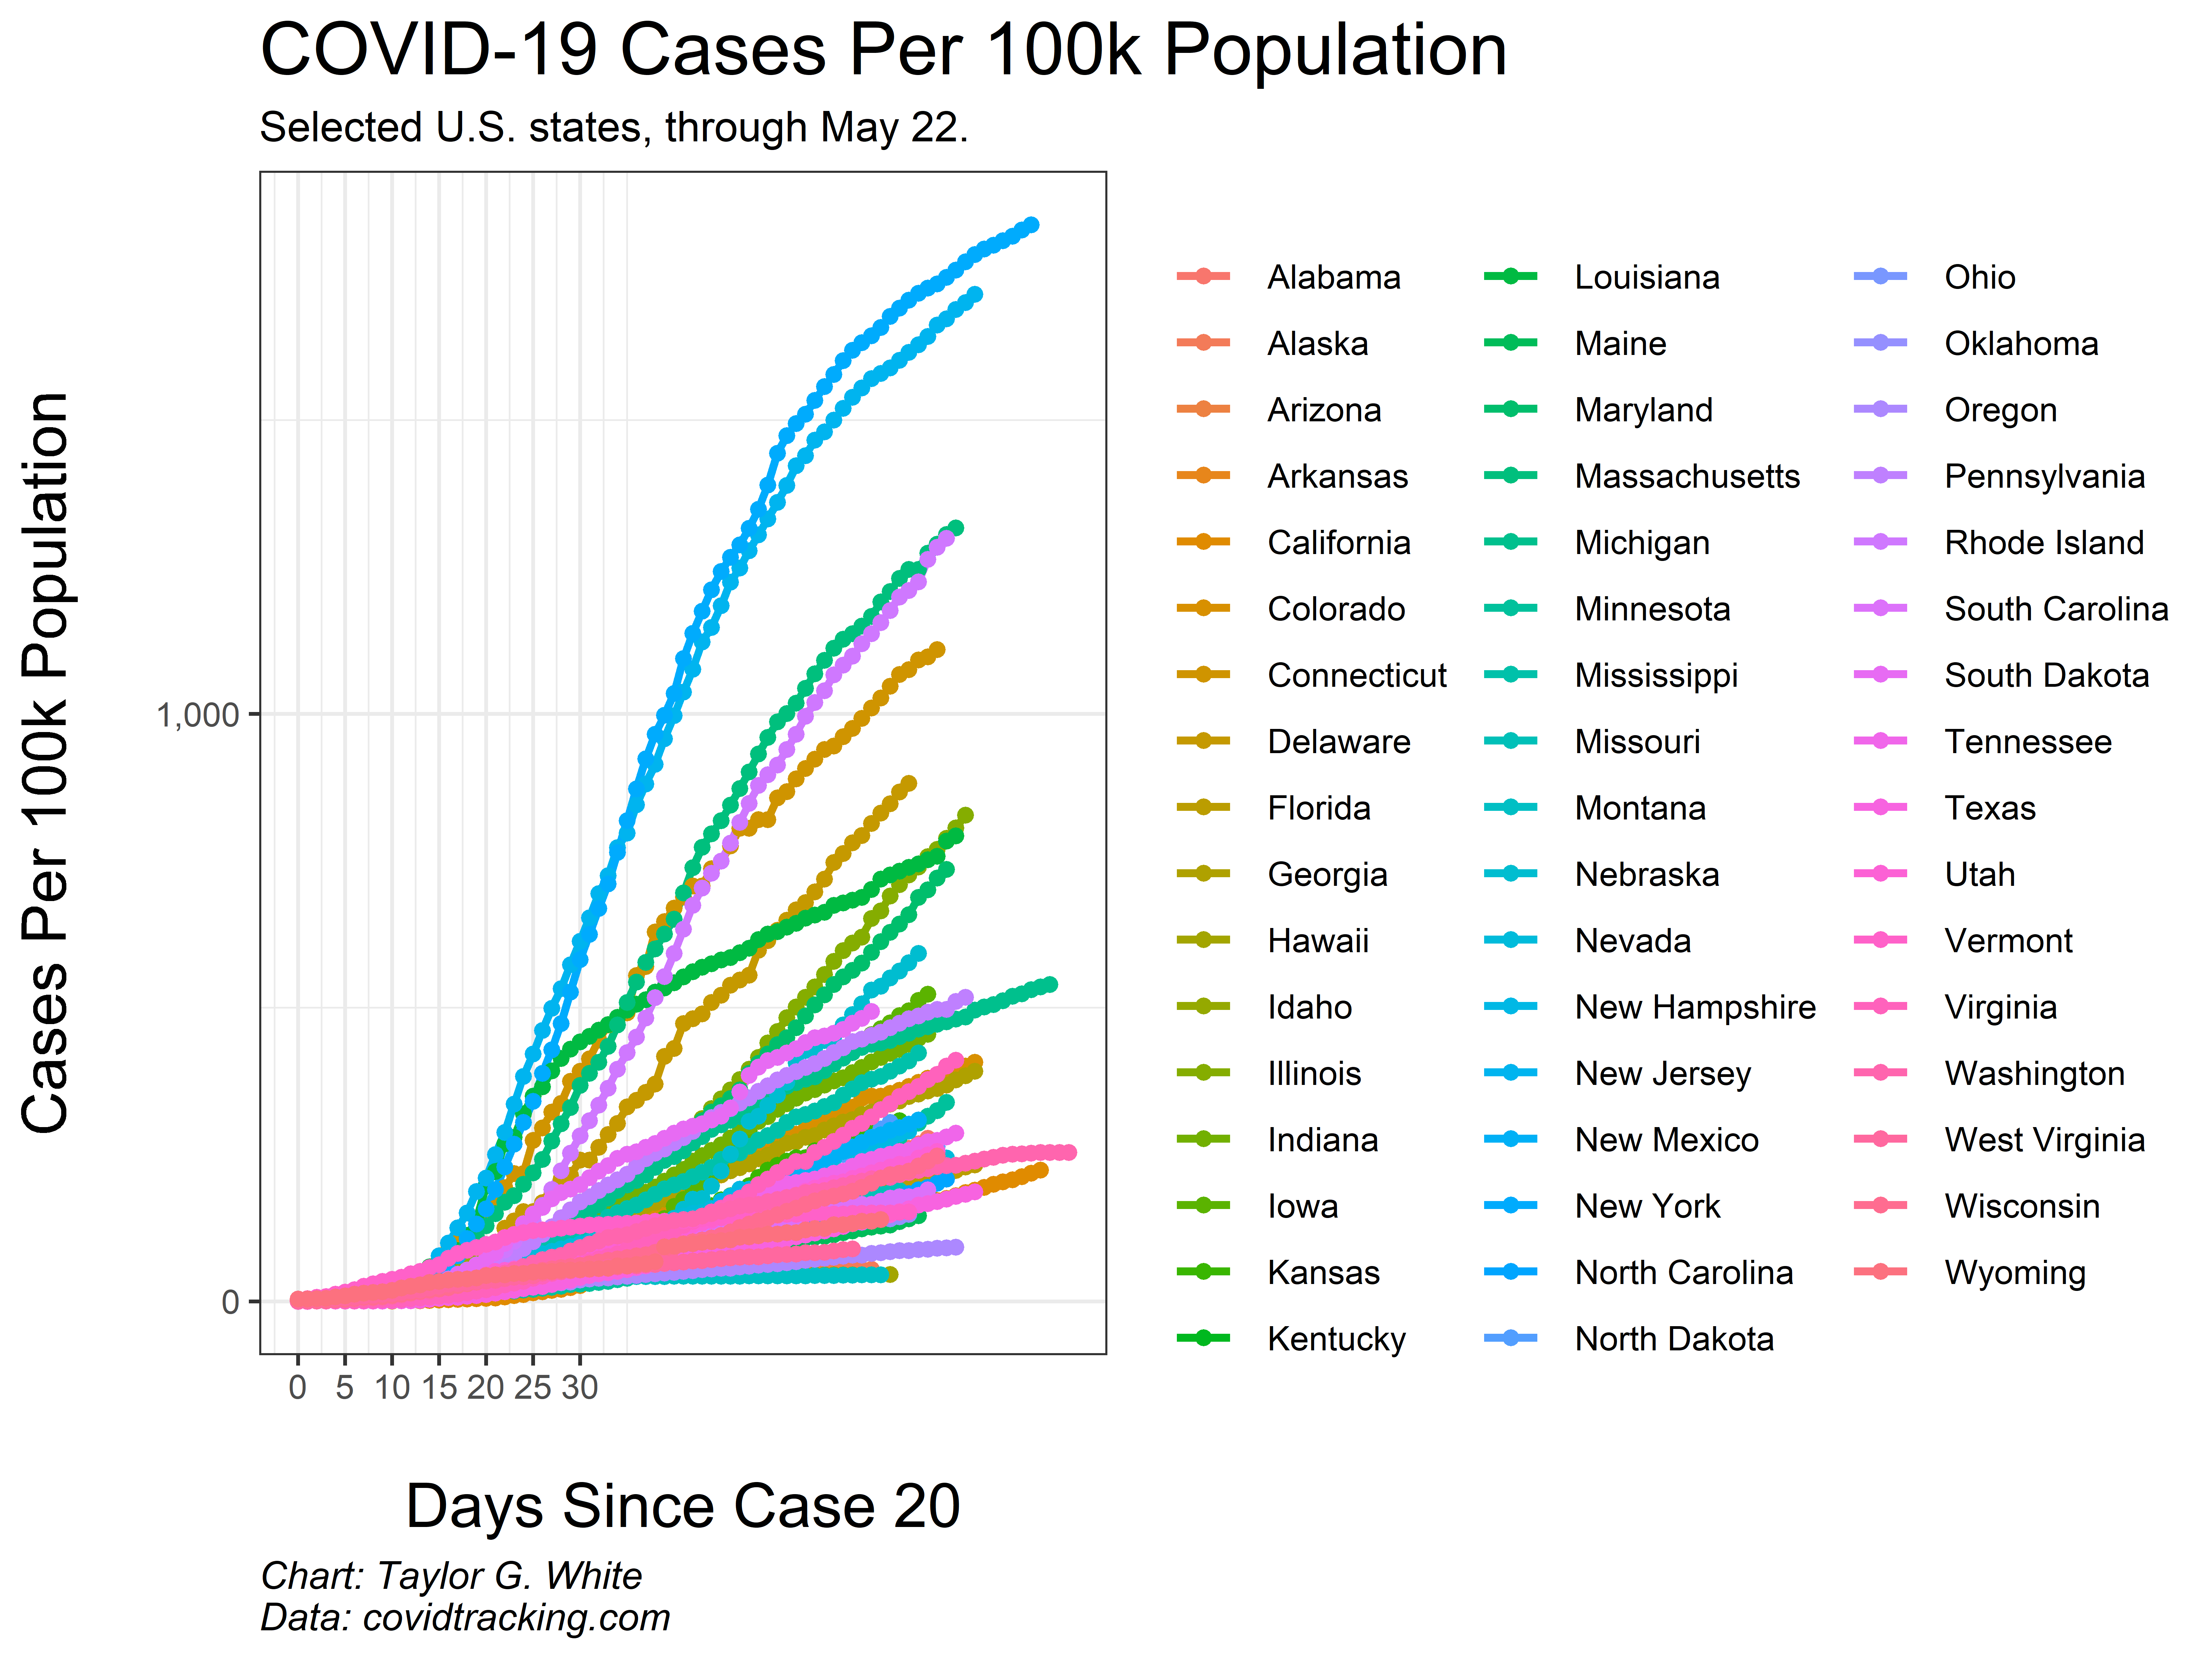 COVID-19 Cases Per 100k Population
Selected U.S. states, through May 22.
Cases Per 100k Population
1,000
0
0 5 10 15 20 25 30
Days Since Case 20
Chart: Taylor G. White
Data: covidtracking.com
Alabama
Alaska
Arizona
Arkansas
California
Colorado
Connecticut
Delaware
Florida
Georgia
Hawaii
Idaho
Illinois
Indiana
Iowa
Kansas
Kentucky
Louisiana
Maine
Maryland
Massachusetts
Michigan
Minnesota
Mississippi
Missouri
Montana
Nebraska
Nevada
New Hampshire
New Jersey
New Mexico
New York
North Carolina
North Dakota
Ohio
Oklahoma
Oregon
Pennsylvania
Rhode Island
South Carolina
South Dakota
Tennessee
Texas
Utah
Vermont
Virginia
Washington
West Virginia
Wisconsin
Wyoming